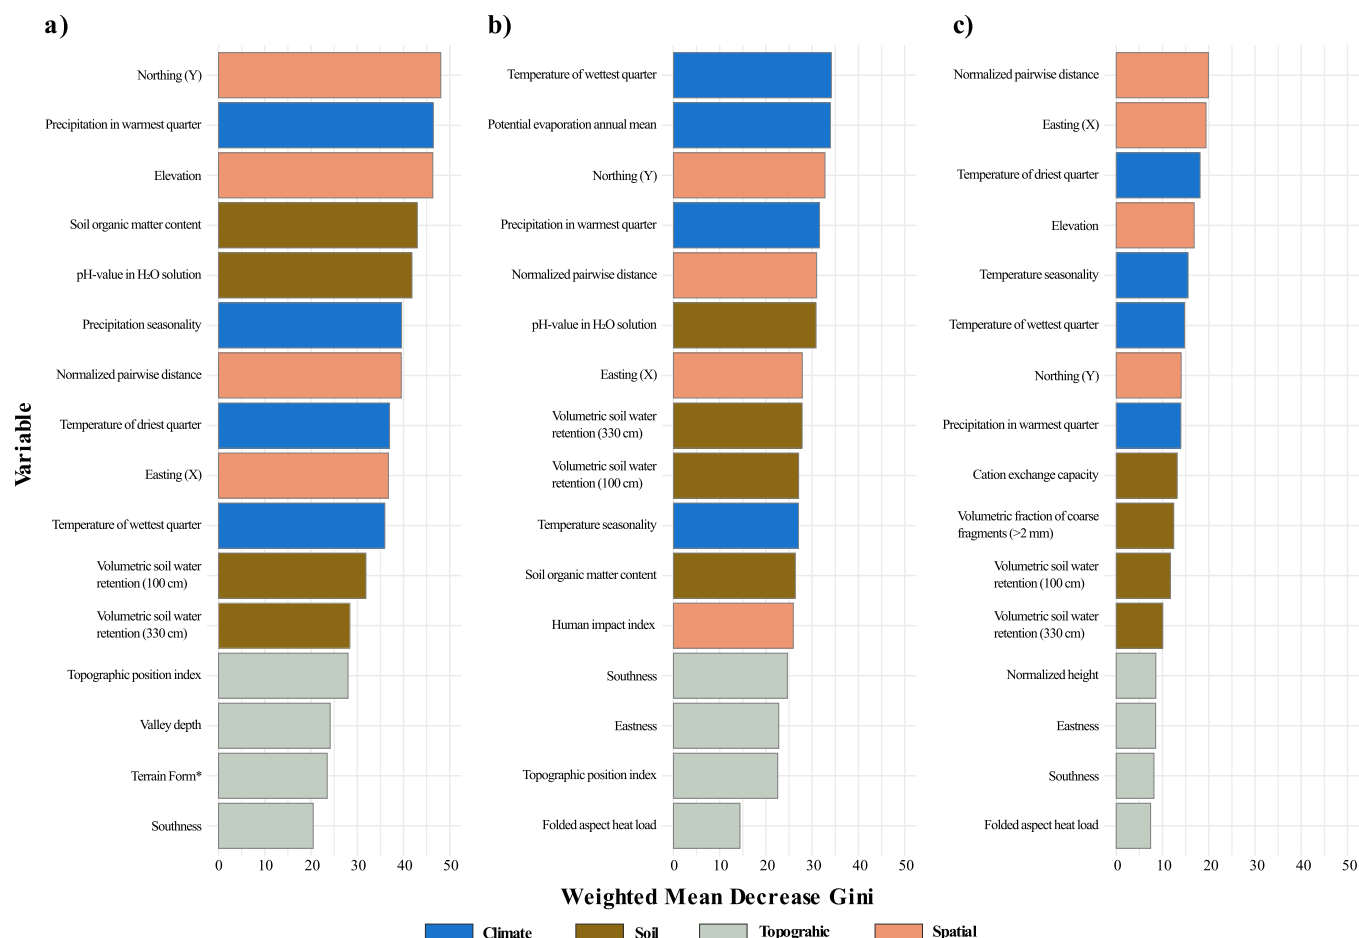 a)
Northing (Y)
Precipitation in warmest quarter
Elevation
Soil organic matter content
pH-value in H₂O solution
Precipitation seasonality
Normalized pairwise distance
Temperature of driest quarter
Easting (X)
Temperature of wettest quarter
Volumetric soil water
retention (100 cm)
Volumetric soil water
retention (330 cm)
Topographic position index
Valley depth
Terrain Form*
Southness
0 10 20 30 40 50
b)
Temperature of wettest quarter
Potential evaporation annual mean
Northing (Y)
Precipitation in warmest quarter
Normalized pairwise distance
pH-value in H₂O solution
Easting (X)
Volumetric soil water
retention (330 cm)
Volumetric soil water
retention (100 cm)
Temperature seasonality
Soil organic matter content
Human impact index
Southness
Eastness
Topographic position index
Folded aspect heat load
0 10 20 30 40 50
c)
Normalized pairwise distance
Easting (X)
Temperature of driest quarter
Elevation
Temperature seasonality
Temperature of wettest quarter
Northing (Y)
Precipitation in warmest quarter
Cation exchange capacity
Volumetric fraction of coarse
fragments (>2 mm)
Volumetric soil water
retention (100 cm)
Volumetric soil water
retention (330 cm)
Normalized height
Eastness
Southness
Folded aspect heat load
0 10 20 30 40 50
Variable
Weighted Mean Decrease Gini
Climate Soil Topograhic Spatial